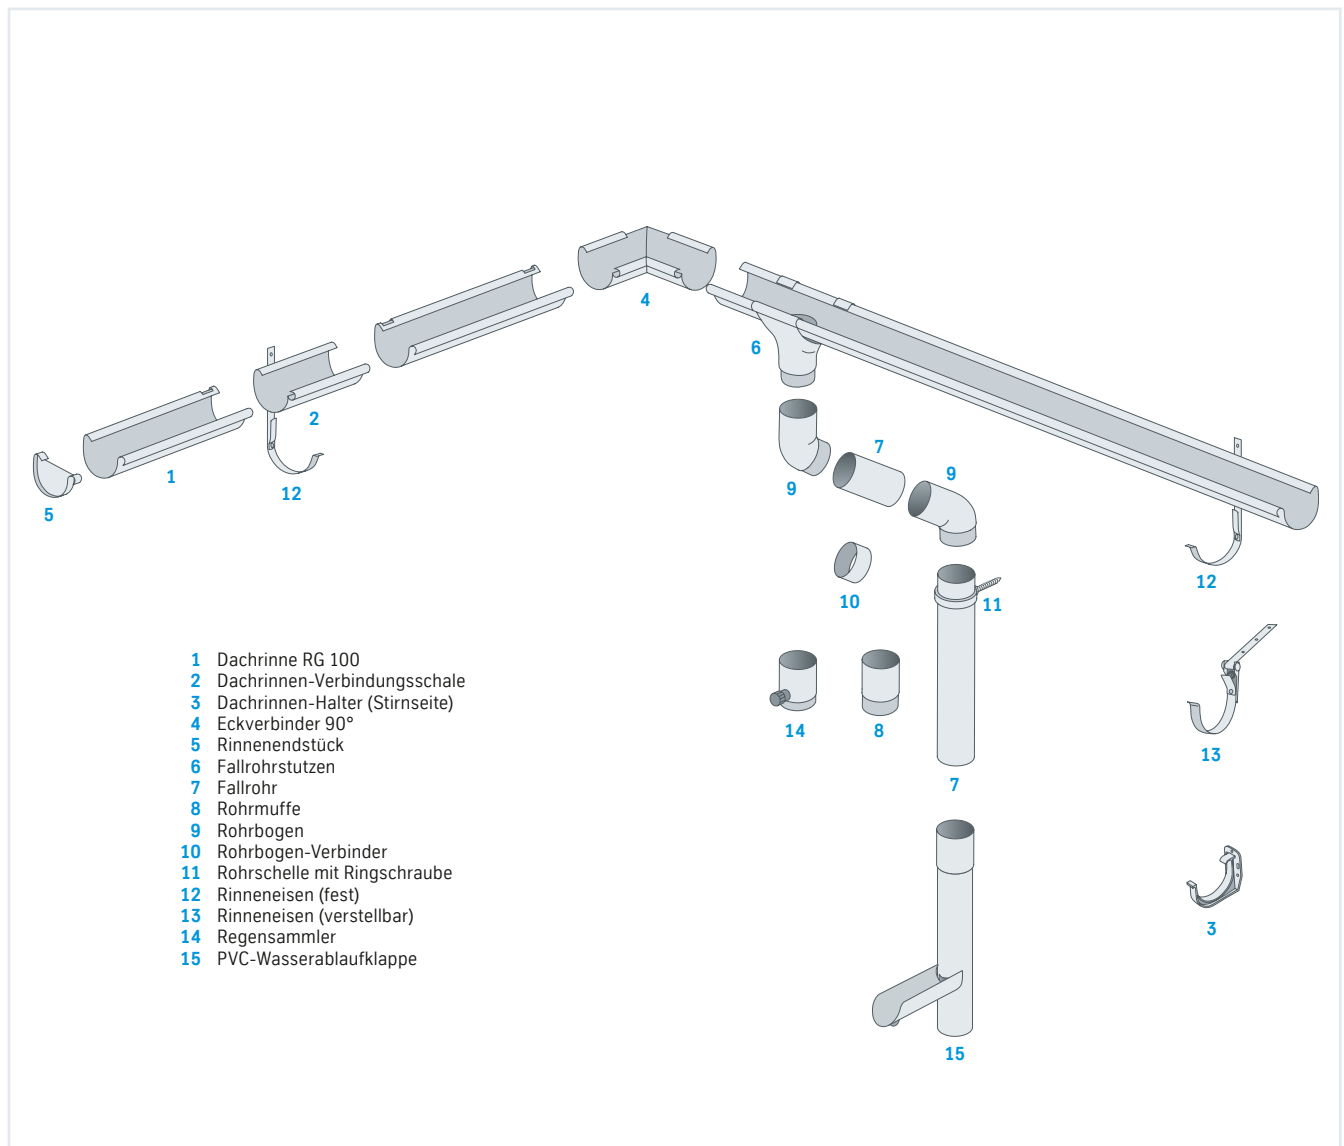 4
6
2
7
1
9
9
12
5
12
10
11
1 Dachrinne RG 100
2 Dachrinnen-Verbindungsschale
3 Dachrinnen-Halter (Stirnseite)
4 Eckverbinder 90°
5 Rinnenendstück
6 Fallrohrstutzen
7 Fallrohr
8 Rohrmuffe
9 Rohrbogen
10 Rohrbogen-Verbinder
11 Rohrschelle mit Ringschraube
12 Rinneneisen (fest)
13 Rinneneisen (verstellbar)
14 Regensammler
15 PVC-Wasserablaufklappe
14
8
13
7
3
15